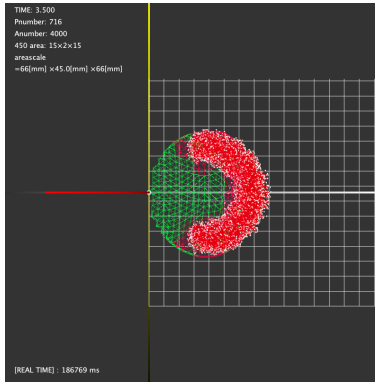 TIME: 3.500
Pnumber: 716
Anumber: 4000
450 area: 15×2×15
areascale
=66[mm] ×45.0[mm] ×66[mm]
[REAL TIME] : 186769 ms